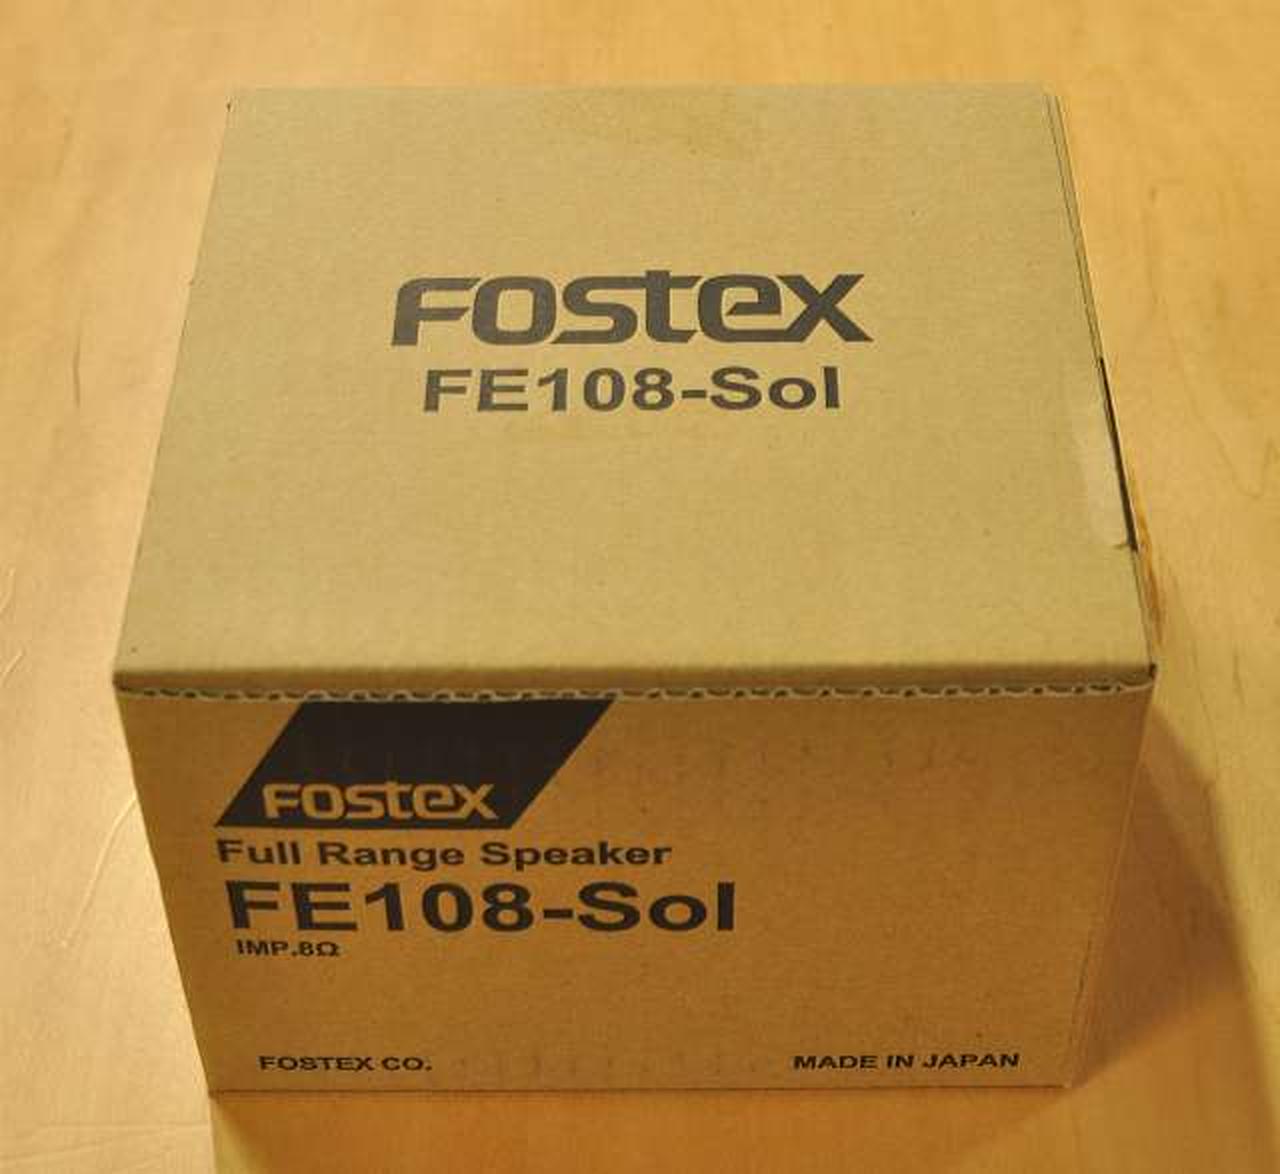 FOSTEX
FE108-Sol
FOSTEX
Full Range Speaker
FE108-Sol
IMP.8Ω
FOSTEX CO.
MADE IN JAPAN